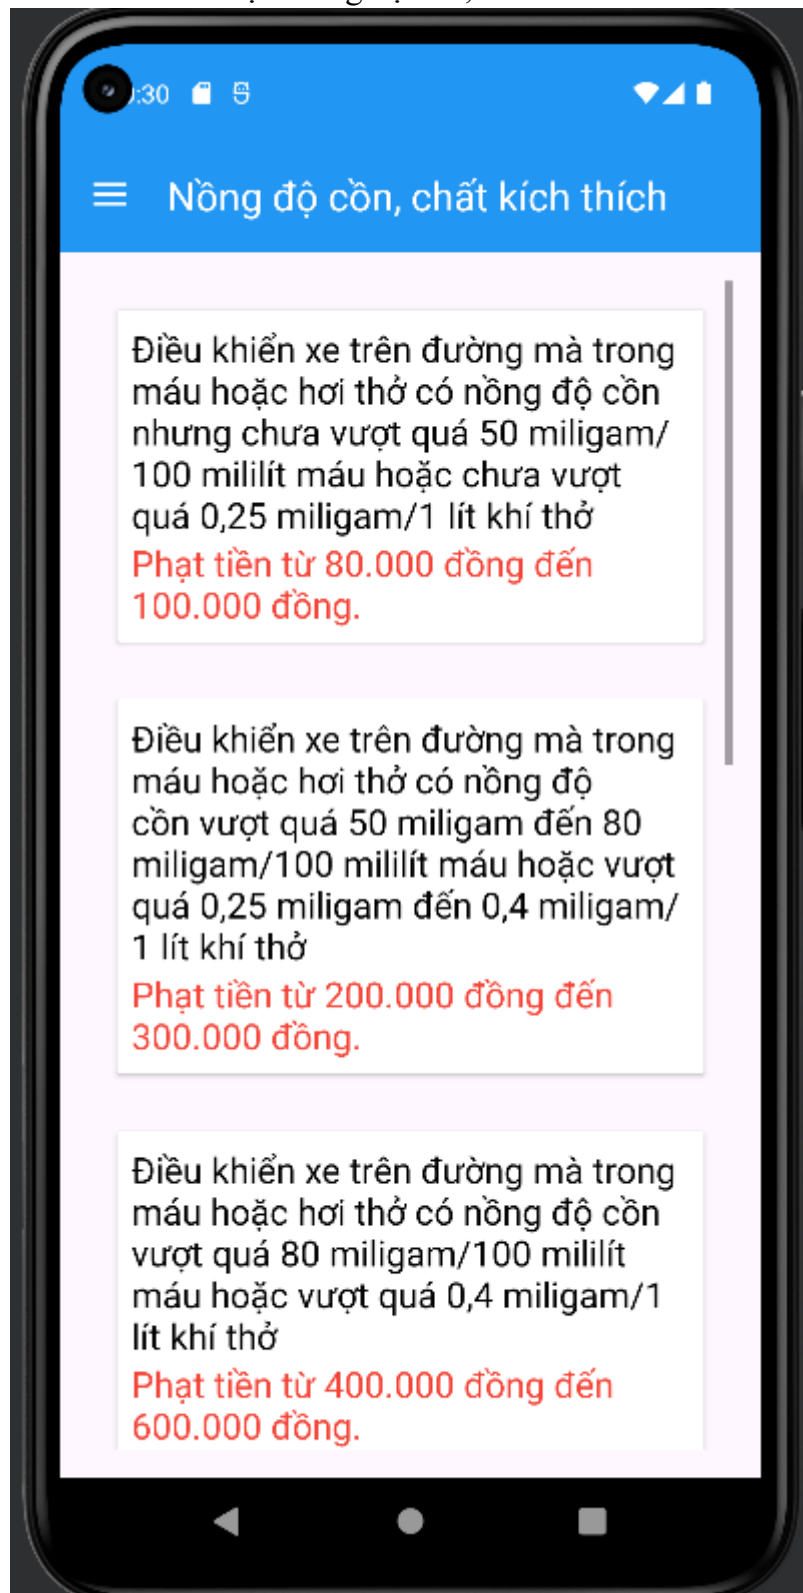 :30
Nồng độ cồn, chất kích thích
Điều khiển xe trên đường mà trong
máu hoặc hơi thở có nồng độ cồn
nhưng chưa vượt quá 50 miligam/
100 mililít máu hoặc chưa vượt
quá 0,25 miligam/1 lít khí thở
Phạt tiền từ 80.000 đồng đến
100.000 đồng.
Điều khiển xe trên đường mà trong
máu hoặc hơi thở có nồng độ
cồn vượt quá 50 miligam đến 80
miligam/100 mililít máu hoặc vượt
quá 0,25 miligam đến 0,4 miligam/
1 lít khí thở
Phạt tiền từ 200.000 đồng đến
300.000 đồng.
Điều khiển xe trên đường mà trong
máu hoặc hơi thở có nồng độ cồn
vượt quá 80 miligam/100 mililít
máu hoặc vượt quá 0,4 miligam/1
lít khí thở
Phạt tiền từ 400.000 đồng đến
600.000 đồng.